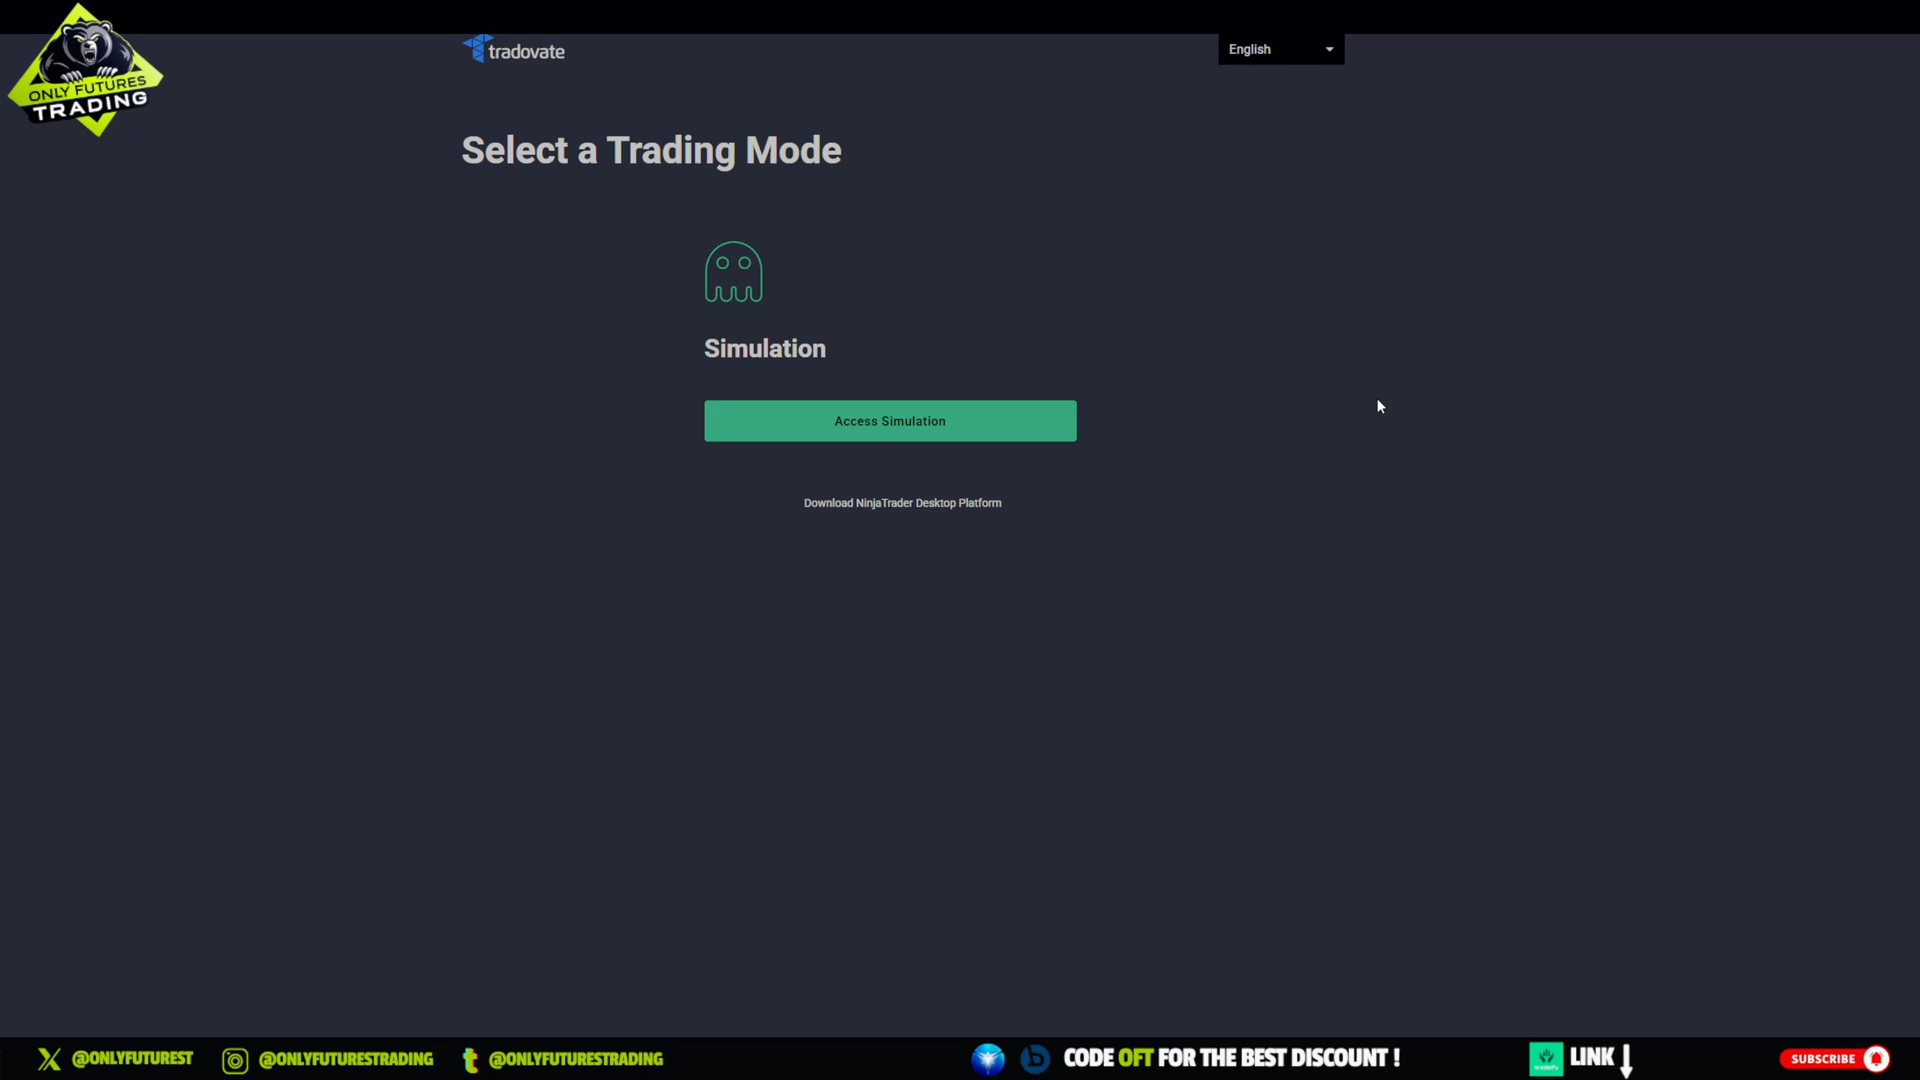 ONLY FUTURES
TRADING
tradovate
English
Select a Trading Mode
Simulation
Access Simulation
Download NinjaTrader Desktop Platform
@ONLYFUTUREST
@ONLYFUTURESTRADING
@ONLYFUTURESTRADING
CODE OFT FOR THE BEST DISCOUNT !
LINK
SUBSCRIBE